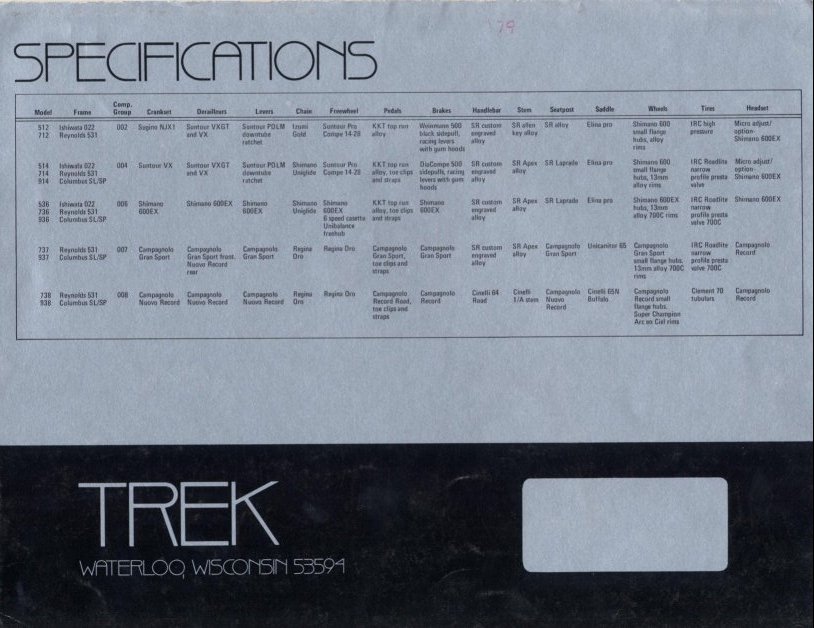 '79
SPECIFICATIONS
Comp.
Model Frame Group Crankset Derailleurs Levers Chain Freewheel Pedals Brakes Handlebar Stem Seatpost Saddle Wheels Tires Headset
512 Ishiwata 022 002 Sugino NJX1 Suntour VXGT Suntour PDLM Izumi Suntour Pro KKT top run Weinmann 500 SR custom SR allen SR alloy Elina pro Shimano 600 IRC high Micro adjust/
712 Reynolds 531 and VX downtube Gold Compe 14-28 alloy black sidepull, engraved key alloy small flange pressure option-
ratchet racing levers alloy hubs, alloy Shimano 600EX
with gum hoods rims
514 Ishiwata 022 004 Suntour VX Suntour VXGT Suntour PDLM Shimano Suntour Pro KKT top run DiaCompe 500 SR custom SR Apex SR Laprade Elina pro Shimano 600 IRC Roadlite Micro adjust/
714 Reynolds 531 and VX downtube Uniglide Compe 14-28 alloy, toe clips sidepulls, racing engraved alloy small flange narrow option-
914 Columbus SL/SP ratchet and straps levers with gum alloy hubs, 13mm profile presta Shimano 600EX
hoods alloy rims valve
536 Ishiwata 022 006 Shimano Shimano 600EX Shimano Shimano Shimano KKT top run Shimano SR custom SR Apex SR Laprade Elina pro Shimano 600EX IRC Roadlite Shimano 600EX
736 Reynolds 531 600EX 600EX Uniglide 600EX alloy, toe clips 600EX engraved alloy hubs, 13mm narrow
936 Columbus SL/SP 6 speed cassette and straps alloy alloy 700C rims profile presta
Unibalance valve 700C
freehub
737 Reynolds 531 007 Campagnolo Campagnolo Campagnolo Regina Regina Oro Campagnolo Campagnolo SR custom SR Apex Campagnolo Unicanitor 65 Campagnolo IRC Roadlite Campagnolo
937 Columbus SL/SP Gran Sport Gran Sport front, Gran Sport Oro Gran Sport, Gran Sport engraved alloy Gran Sport Gran Sport narrow Record
Nuovo Record toe clips and alloy small flange hubs, profile presta
rear straps 13mm alloy 700C valve 700C
rims
738 Reynolds 531 008 Campagnolo Campagnolo Campagnolo Regina Regina Oro Campagnolo Campagnolo Cinelli 64 Cinelli Campagnolo Cinelli 65N Campagnolo Clement 70 Campagnolo
938 Columbus SL/SP Nuovo Record Nuovo Record Nuovo Record Oro Record Road, Record Road 1/A stem Nuovo Buffalo Record small tubulars Record
toe clips and Record flange hubs,
straps Super Champion
Arc en Ciel rims
TREK
WATERLOO, WISCONSIN 53594